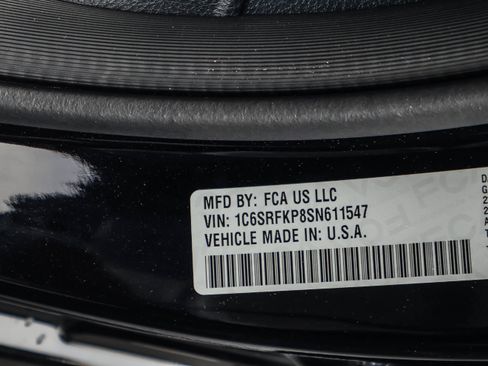 MFD BY: FCA US LLC
VIN: 1C6SRFKP8SN611547
VEHICLE MADE IN: U.S.A.